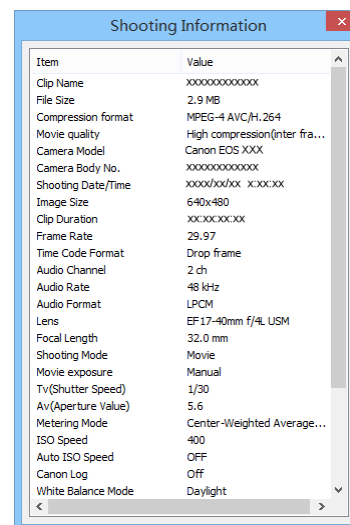 Shooting Information
Item Value
Clip Name XXXXXXXXXXXX
File Size 2.9 MB
Compression format MPEG-4 AVC/H.264
Movie quality High compression(inter fra...
Camera Model Canon EOS XXX
Camera Body No. XXXXXXXXXXXX
Shooting Date/Time XXXX/XX/XX X:XX:XX
Image Size 640x480
Clip Duration XX:XX:XX:XX
Frame Rate 29.97
Time Code Format Drop frame
Audio Channel 2 ch
Audio Rate 48 kHz
Audio Format LPCM
Lens EF17-40mm f/4L USM
Focal Length 32.0 mm
Shooting Mode Movie
Movie exposure Manual
Tv(Shutter Speed) 1/30
Av(Aperture Value) 5.6
Metering Mode Center-Weighted Average...
ISO Speed 400
Auto ISO Speed OFF
Canon Log Off
White Balance Mode Daylight